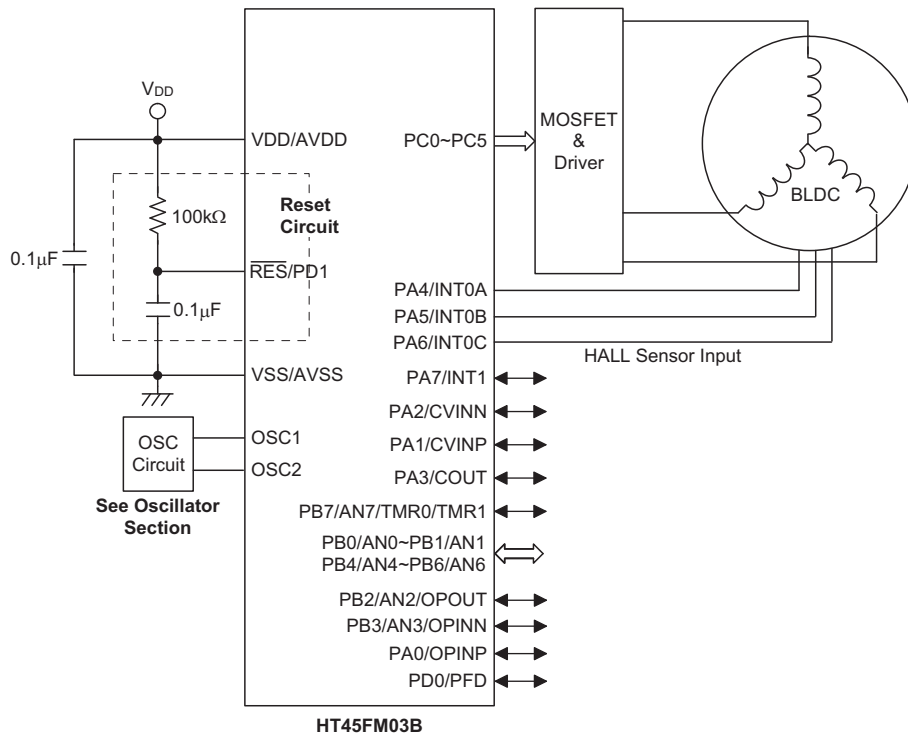 VDD
VDD/AVDD
PC0~PC5
MOSFET
&
Driver
BLDC
100kΩ
Reset
Circuit
0.1μF
RES/PD1
0.1μF
PA4/INT0A
PA5/INT0B
PA6/INT0C
HALL Sensor Input
VSS/AVSS
PA7/INT1
PA2/CVINN
OSC
Circuit
OSC1
OSC2
PA1/CVINP
PA3/COUT
See Oscillator
Section
PB7/AN7/TMR0/TMR1
PB0/AN0~PB1/AN1
PB4/AN4~PB6/AN6
PB2/AN2/OPOUT
PB3/AN3/OPINN
PA0/OPINP
PD0/PFD
HT45FM03B